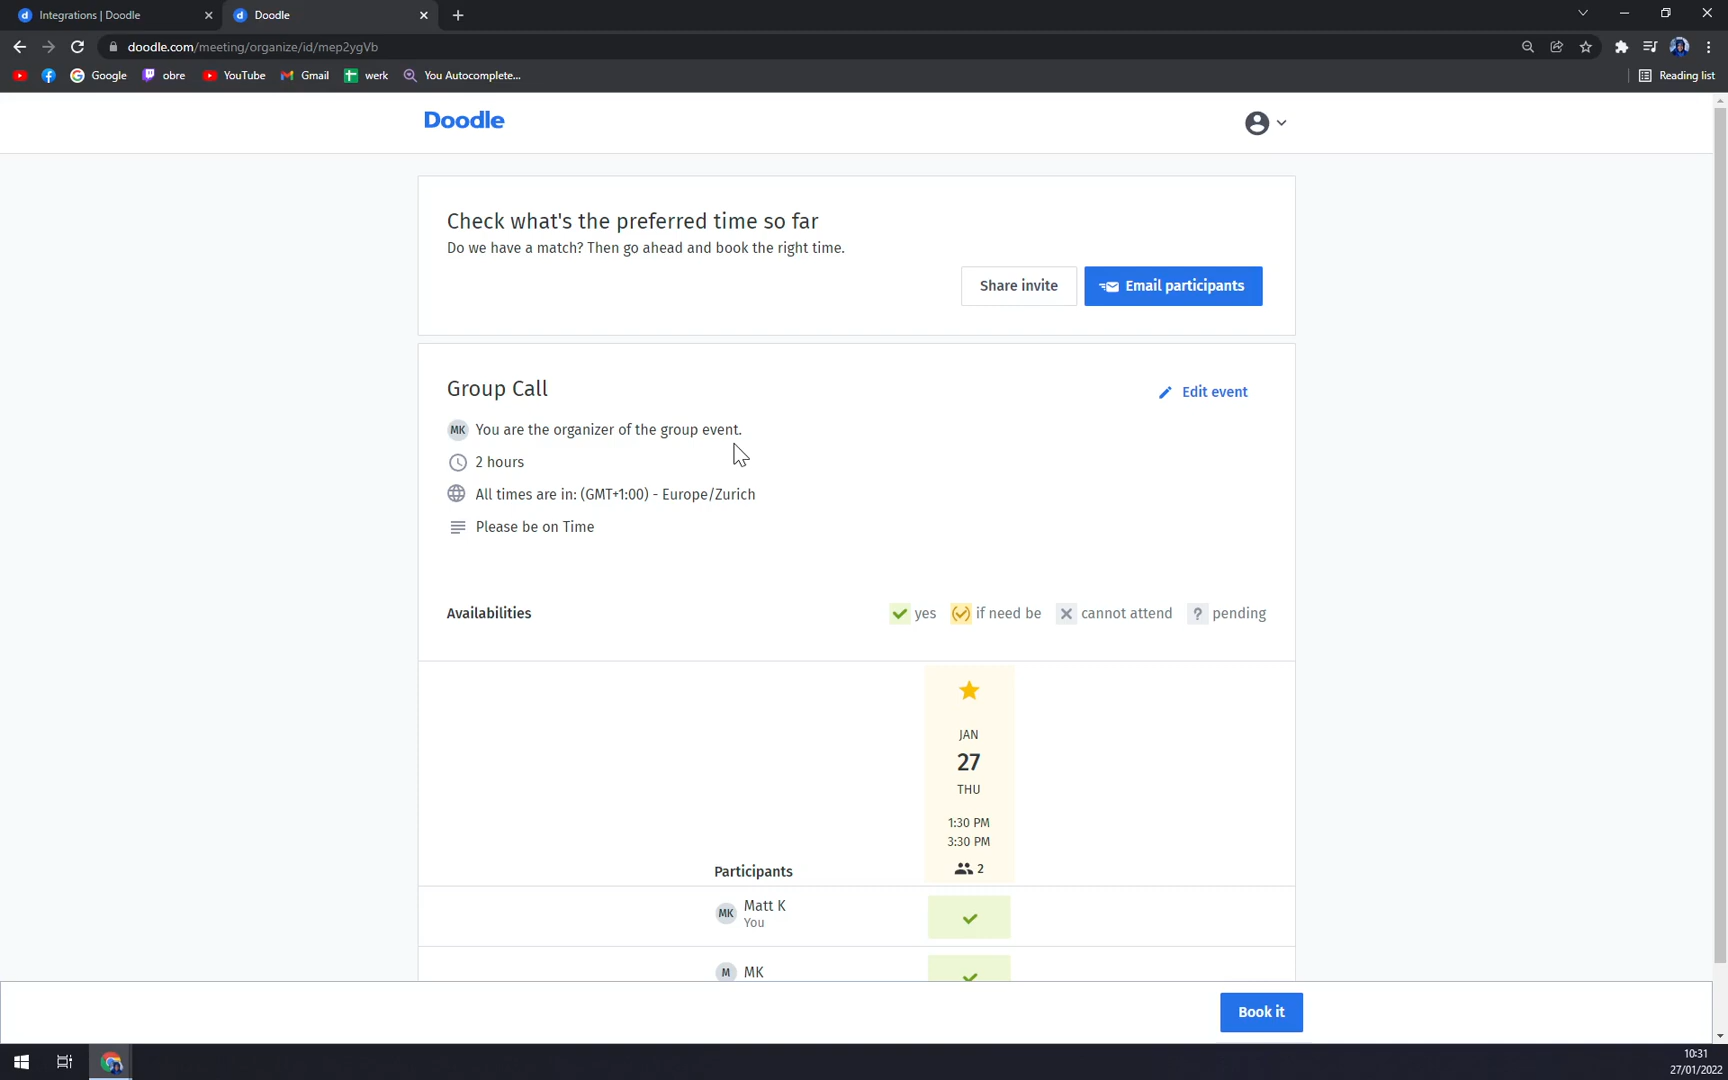 Integrations | Doodle
Doodle
doodle.com/meeting/organize/id/mep2ygVb
Google
obre
YouTube
Gmail
werk
You Autocomplete...
Reading list
Doodle
Check what's the preferred time so far
Do we have a match? Then go ahead and book the right time.
Share invite
Email participants
Group Call
Edit event
MK You are the organizer of the group event.
2 hours
All times are in: (GMT+1:00) - Europe/Zurich
Please be on Time
Availabilities
yes
if need be
cannot attend
? pending
JAN
27
THU
1:30 PM
3:30 PM
2
Participants
MK Matt K
You
M MK
Book it
10:31
27/01/2022